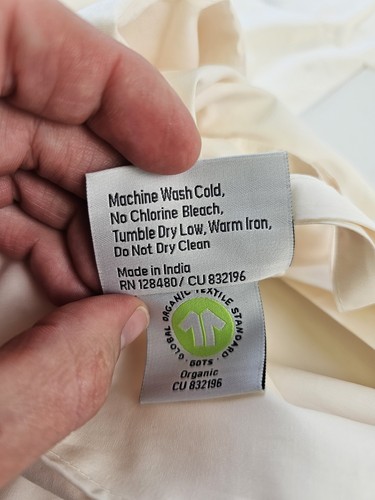 Machine Wash Cold,
No Chlorine Bleach,
Tumble Dry Low, Warm Iron,
Do Not Dry Clean
Made in India
RN 128480/ CU 832196
GLOBAL ORGANIC TEXTILE STANDARD
· GOTS ·
Organic
CU 832196